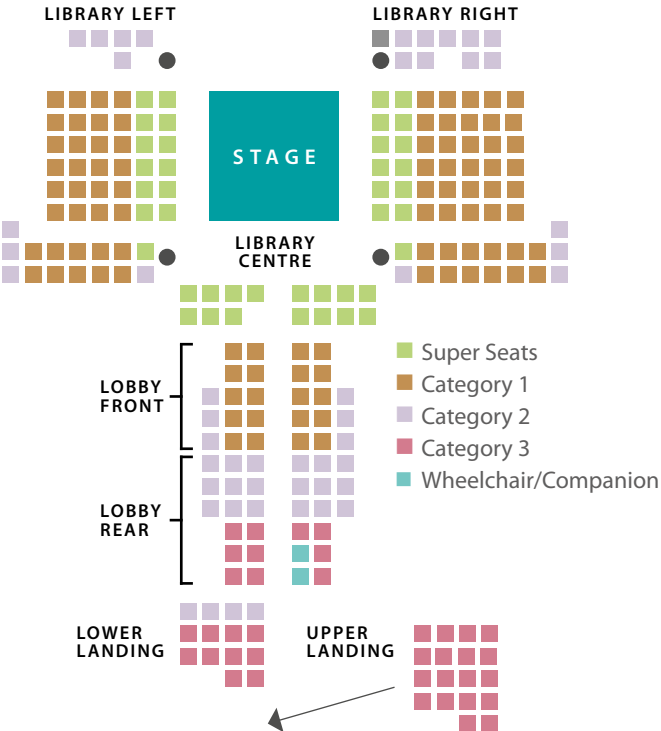 LIBRARY LEFT
LIBRARY RIGHT
STAGE
LIBRARY
CENTRE
Super Seats
Category 1
Category 2
Category 3
Wheelchair/Companion
LOBBY
FRONT
LOBBY
REAR
LOWER
LANDING
UPPER
LANDING